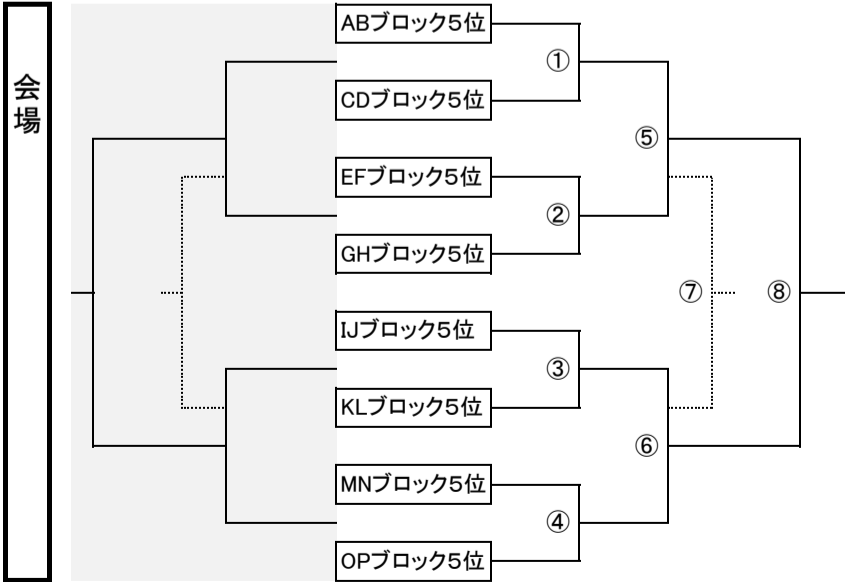 会場
ABブロック5位
①
CDブロック5位
⑤
EFブロック5位
②
GHブロック5位
⑦
⑧
IJブロック5位
③
KLブロック5位
⑥
MNブロック5位
④
OPブロック5位